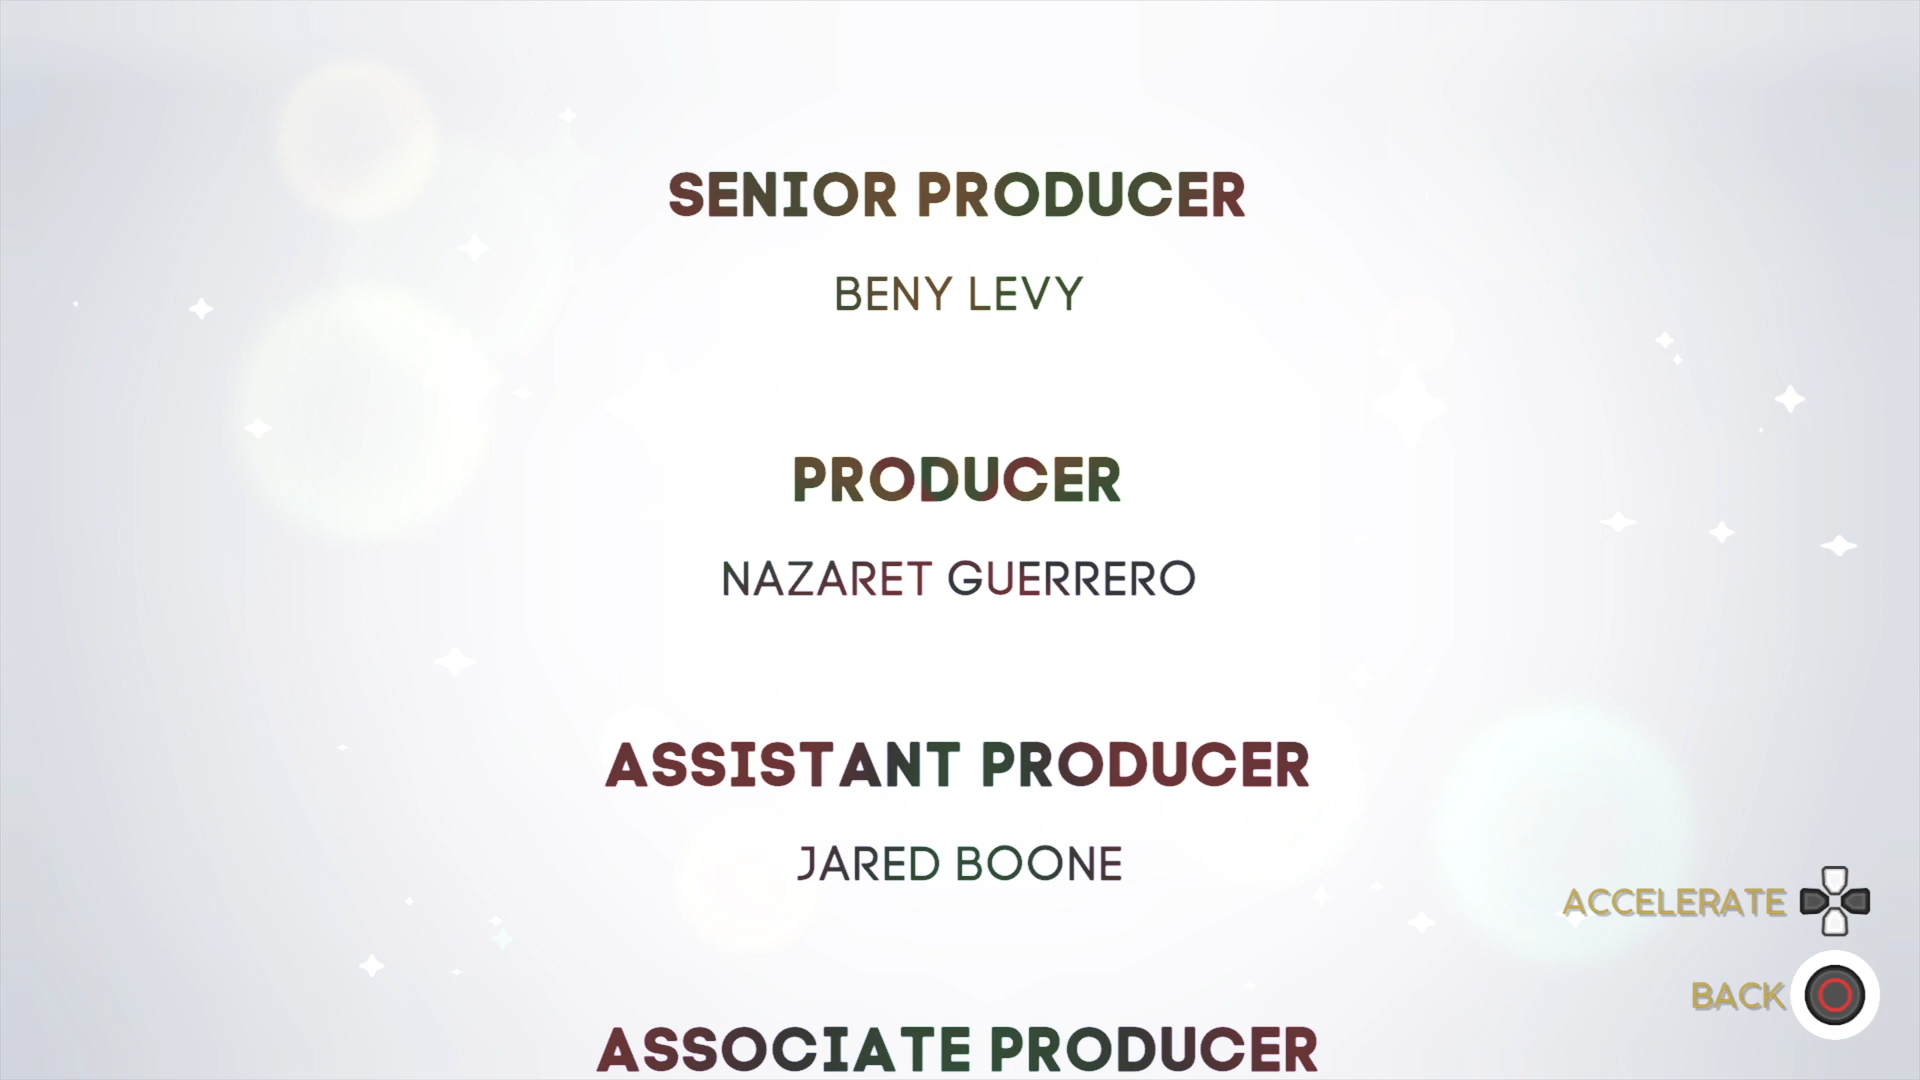 SENIOR PRODUCER
BENY LEVY
PRODUCER
NAZARET GUERRERO
ASSISTANT PRODUCER
JARED BOONE
ACCELERATE
BACK
ASSOCIATE PRODUCER